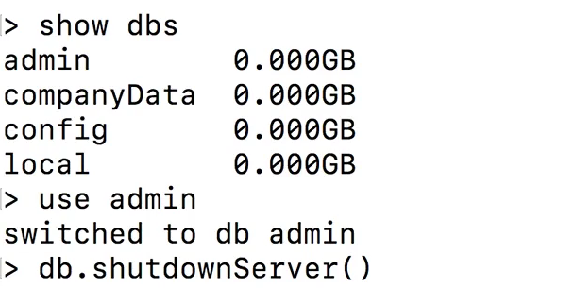 > show dbs
admin        0.000GB
companyData  0.000GB
config       0.000GB
local        0.000GB
> use admin
switched to db admin
> db.shutdownServer()